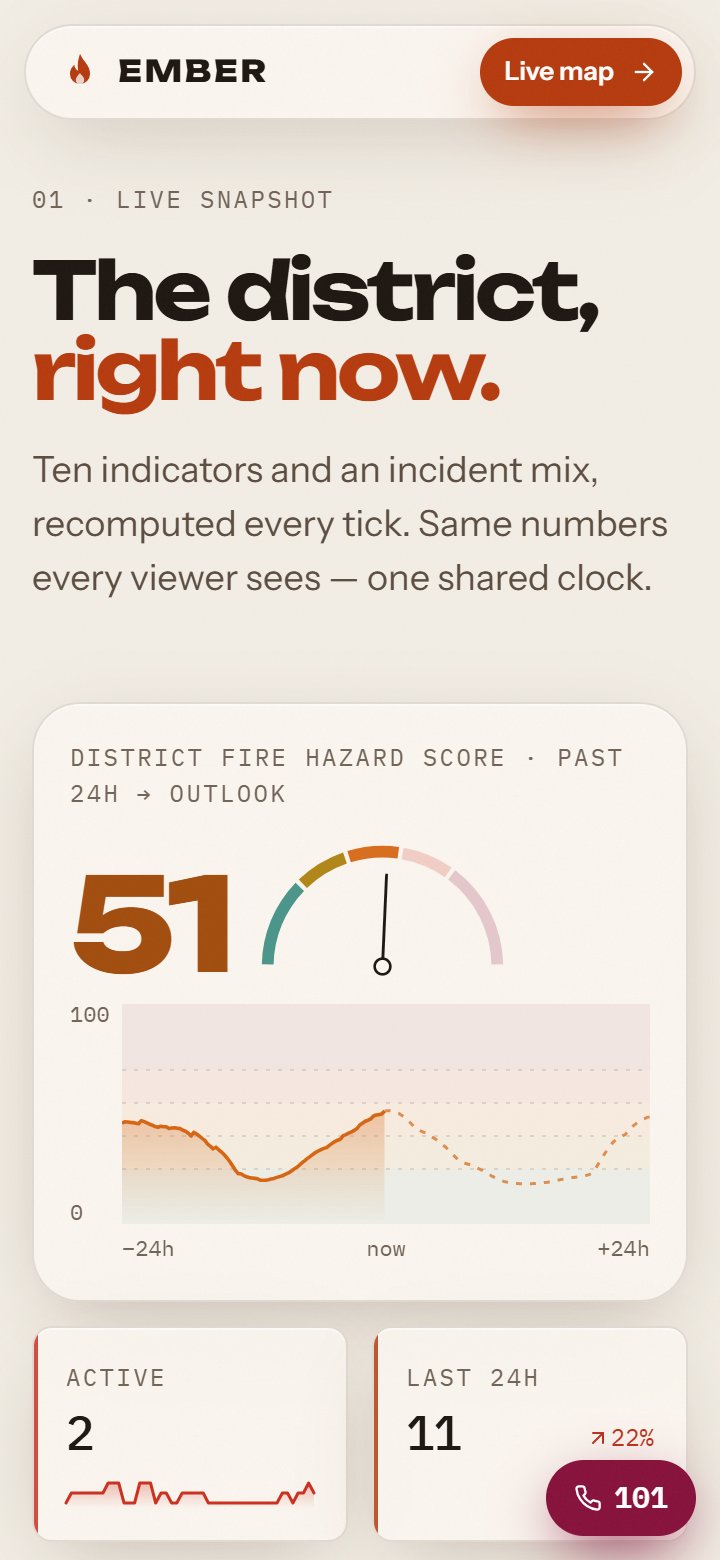 EMBER
Live map →
01 · LIVE SNAPSHOT
The district,
right now.
Ten indicators and an incident mix,
recomputed every tick. Same numbers
every viewer sees — one shared clock.
DISTRICT FIRE HAZARD SCORE · PAST
24H → OUTLOOK
51
100
0
−24h now +24h
ACTIVE
2
LAST 24H
11
↗22%
101